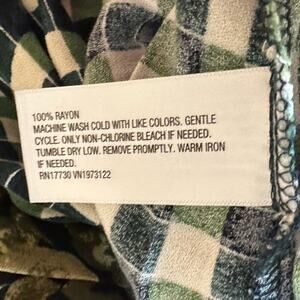 100% RAYON
MACHINE WASH COLD WITH LIKE COLORS. GENTLE
CYCLE. ONLY NON-CHLORINE BLEACH IF NEEDED.
TUMBLE DRY LOW. REMOVE PROMPTLY. WARM IRON
IF NEEDED.
RN17730 VN1973122